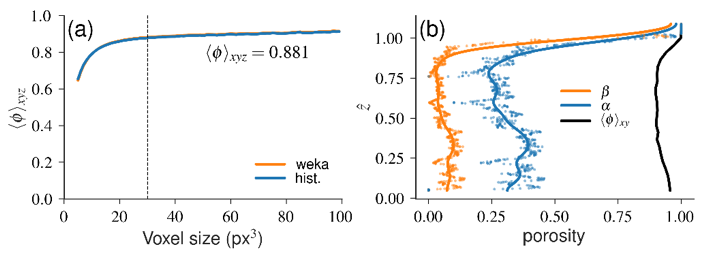 (a)
1.0
0.8
0.6
0.4
0.2
0.0
⟨ϕ⟩xyz
⟨ϕ⟩xyz = 0.881
weka
hist.
0 20 40 60 80 100
Voxel size (px³)
(b)
1.00
0.75
0.50
0.25
0.00
ẑ
β
α
⟨ϕ⟩xy
0.00 0.25 0.50 0.75 1.00
porosity